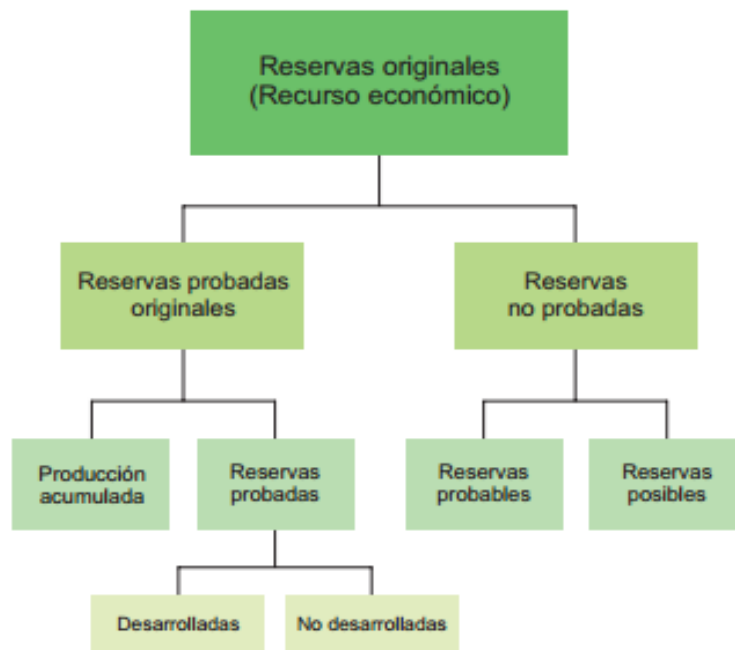 Reservas originales
(Recurso económico)
Reservas probadas
originales
Reservas
no probadas
Producción
acumulada
Reservas
probadas
Reservas
probables
Reservas
posibles
Desarrolladas
No desarrolladas